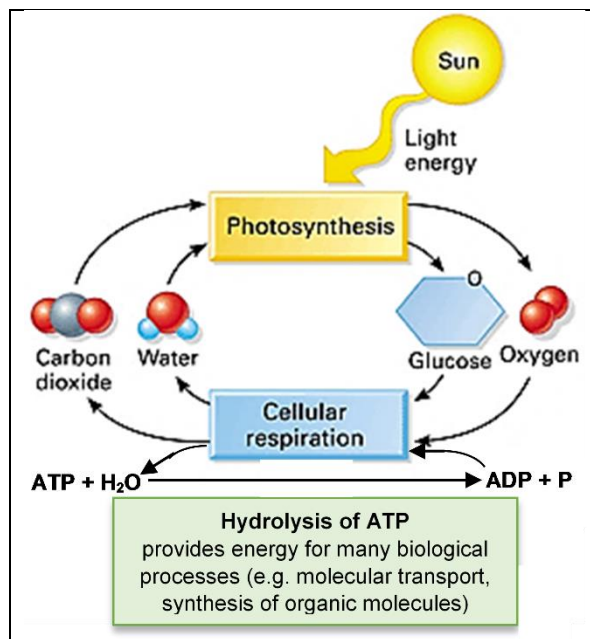 Sun
Light
energy
Photosynthesis
O
Carbon
dioxide
Water
Glucose
Oxygen
Cellular
respiration
ATP + H₂O
ADP + P
Hydrolysis of ATP
provides energy for many biological
processes (e.g. molecular transport,
synthesis of organic molecules)